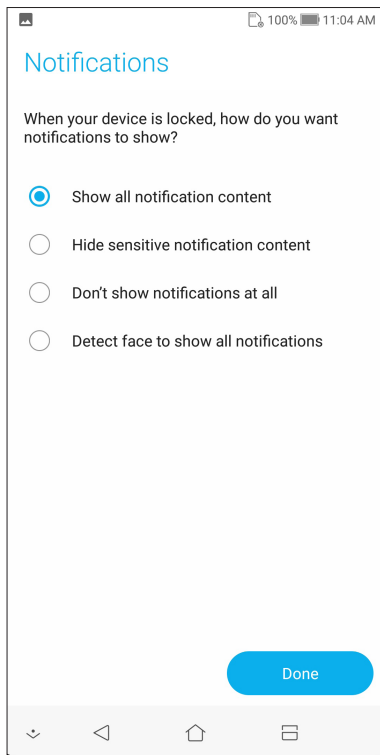 100% 11:04 AM
Notifications
When your device is locked, how do you want
notifications to show?
Show all notification content
Hide sensitive notification content
Don't show notifications at all
Detect face to show all notifications
Done